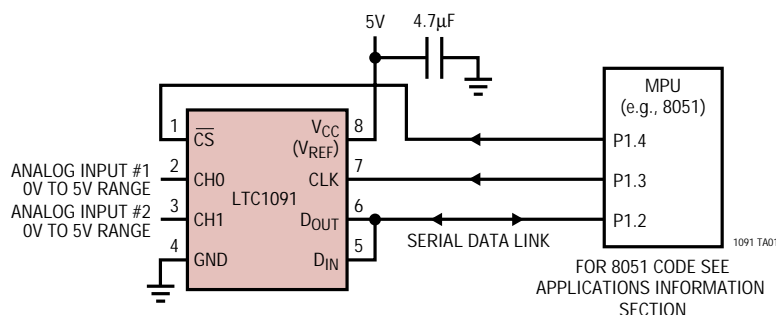 5V
4.7µF
MPU
(e.g., 8051)
1
CS
VCC
(VREF)
8
P1.4
ANALOG INPUT #1
0V TO 5V RANGE
2
CH0
LTC1091
CLK
7
P1.3
ANALOG INPUT #2
0V TO 5V RANGE
3
CH1
DOUT
6
SERIAL DATA LINK
P1.2
4
GND
DIN
5
1091 TA01
FOR 8051 CODE SEE
APPLICATIONS INFORMATION
SECTION